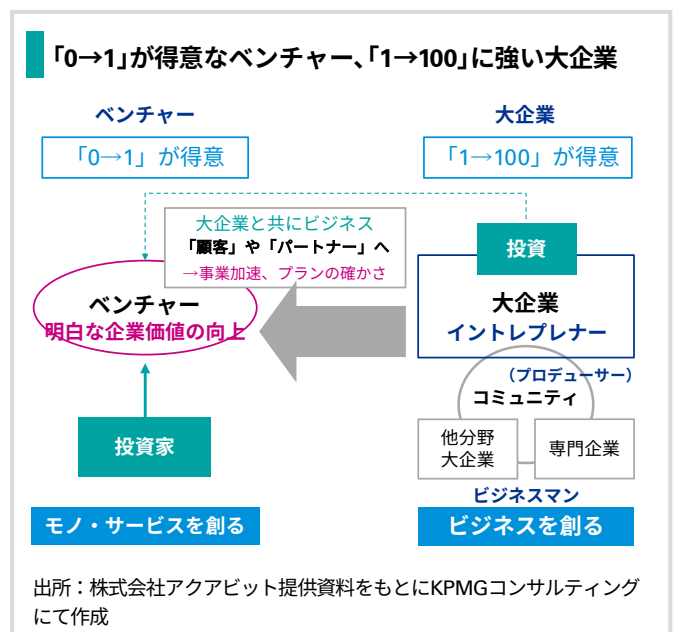 「0→1」が得意なベンチャー、「1→100」に強い大企業
ベンチャー
大企業
「0→1」が得意
「1→100」が得意
大企業と共にビジネス
「顧客」や「パートナー」へ
→事業加速、プランの確かさ
投資
ベンチャー
明白な企業価値の向上
大企業
イントレプレナー
（プロデューサー）
コミュニティ
投資家
他分野
大企業
専門企業
ビジネスマン
モノ・サービスを創る
ビジネスを創る
出所：株式会社アクアビット提供資料をもとにKPMGコンサルティング
にて作成